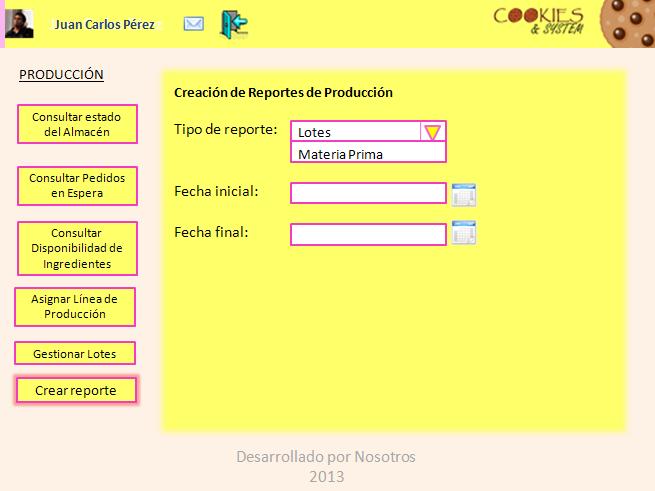 Juan Carlos Pérez
COOKIES
& SYSTEM
PRODUCCIÓN
Consultar estado
del Almacén
Consultar Pedidos
en Espera
Consultar
Disponibilidad de
Ingredientes
Asignar Línea de
Producción
Gestionar Lotes
Crear reporte
Creación de Reportes de Producción
Tipo de reporte:
Lotes
Materia Prima
Fecha inicial:
Fecha final:
Desarrollado por Nosotros
2013